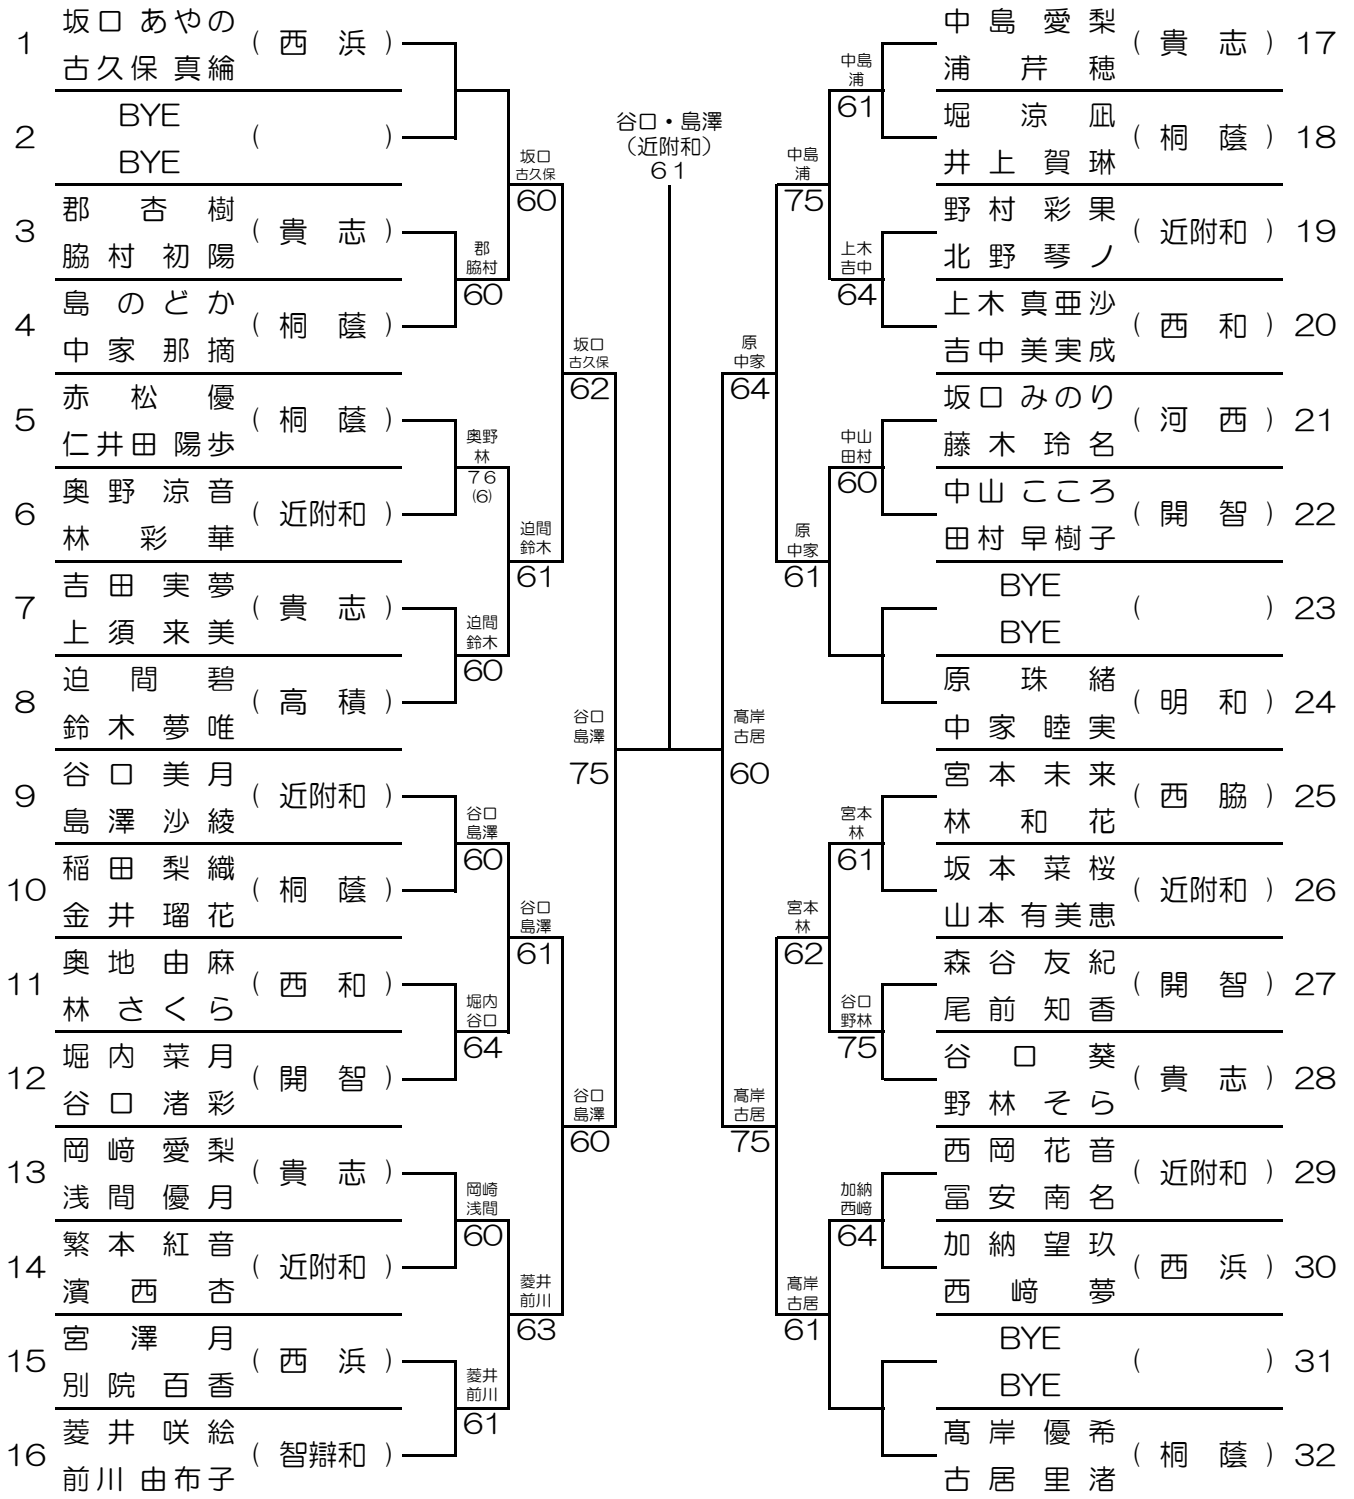 1 坂口 あやの (西浜)
古久保 真綸
2 BYE ( )
BYE
3 郡 杏樹 (貴志)
脇村 初陽
4 島 のどか (桐蔭)
中家 那摘
5 赤松 優 (桐蔭)
仁井田 陽歩
6 奥野 涼音 (近附和)
林 彩華
7 吉田 実夢 (貴志)
上須 来美
8 迫間 碧 (高積)
鈴木 夢唯
9 谷口 美月 (近附和)
島澤 沙綾
10 稲田 梨織 (桐蔭)
金井 瑠花
11 奥地 由麻 (西和)
林 さくら
12 堀内 菜月 (開智)
谷口 渚彩
13 岡﨑 愛梨 (貴志)
浅間 優月
14 繁本 紅音 (近附和)
濱西 杏
15 宮澤 月 (西浜)
別院 百香
16 菱井 咲絵 (智辯和)
前川 由布子
郡
脇村
60
奥野
林
76
(6)
迫間
鈴木
60
谷口
島澤
60
堀内
谷口
64
岡崎
浅間
60
菱井
前川
61
坂口
古久保
60
迫間
鈴木
61
谷口
島澤
61
菱井
前川
63
坂口
古久保
62
谷口
島澤
60
谷口
島澤
75
谷口・島澤
(近附和)
61
髙岸
古居
60
原
中家
64
髙岸
古居
75
中島
浦
75
原
中家
61
宮本
林
62
髙岸
古居
61
中島
浦
61
上木
吉中
64
中山
田村
60
宮本
林
61
谷口
野林
75
加納
西﨑
64
中島 愛梨 (貴志) 17
浦 芹穂
堀 涼凪 (桐蔭) 18
井上 賀琳
野村 彩果 (近附和) 19
北野 琴ノ
上木 真亜沙 (西和) 20
吉中 美実成
坂口 みのり (河西) 21
藤木 玲名
中山 こころ (開智) 22
田村 早樹子
BYE ( ) 23
BYE
原 珠緒 (明和) 24
中家 睦実
宮本 未来 (西脇) 25
林 和花
坂本 菜桜 (近附和) 26
山本 有美恵
森谷 友紀 (開智) 27
尾前 知香
谷口 葵 (貴志) 28
野林 そら
西岡 花音 (近附和) 29
冨安 南名
加納 望玖 (西浜) 30
西﨑 夢
BYE ( ) 31
BYE
髙岸 優希 (桐蔭) 32
古居 里渚